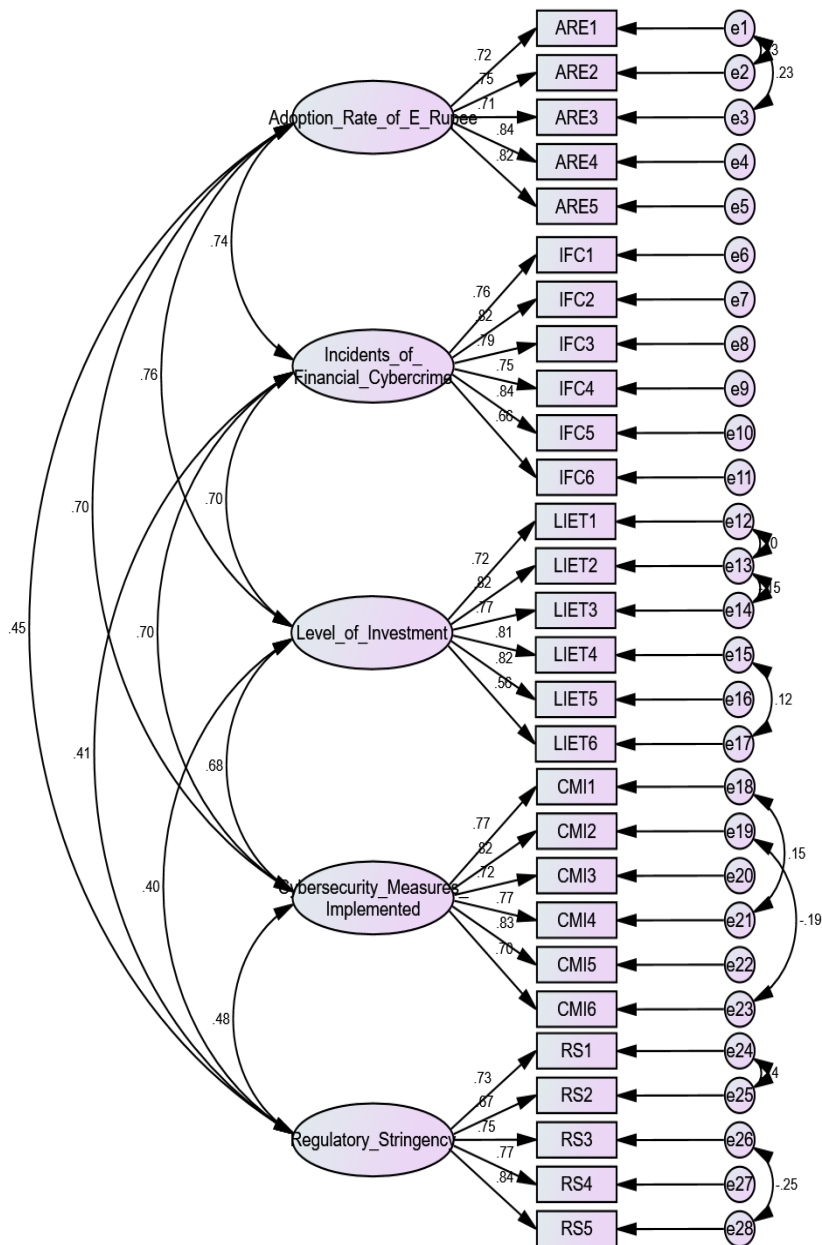 ARE1
e1
.72
ARE2
e2
.75
.23
ARE3
e3
.71
Adoption_Rate_of_E_Rupee
ARE4
e4
.84
ARE5
e5
.82
.74
IFC1
e6
.76
IFC2
e7
.82
IFC3
e8
.79
Incidents_of_
Financial_Cybercrime
IFC4
e9
.75
.76
IFC5
e10
.84
IFC6
e11
.66
.70
.70
LIET1
e12
.72
LIET2
e13
.82
LIET3
e14
.77
Level_of_Investment
.45
.70
LIET4
e15
.81
LIET5
e16
.82
.12
LIET6
e17
.56
.41
.68
CMI1
e18
.77
CMI2
e19
.82
.15
CMI3
e20
.72
Cybersecurity_Measures_
Implemented
.40
CMI4
e21
.77
-.19
CMI5
e22
.83
CMI6
e23
.70
.48
RS1
e24
.73
RS2
e25
.67
RS3
e26
.75
Regulatory_Stringency
RS4
e27
.77
-.25
RS5
e28
.84